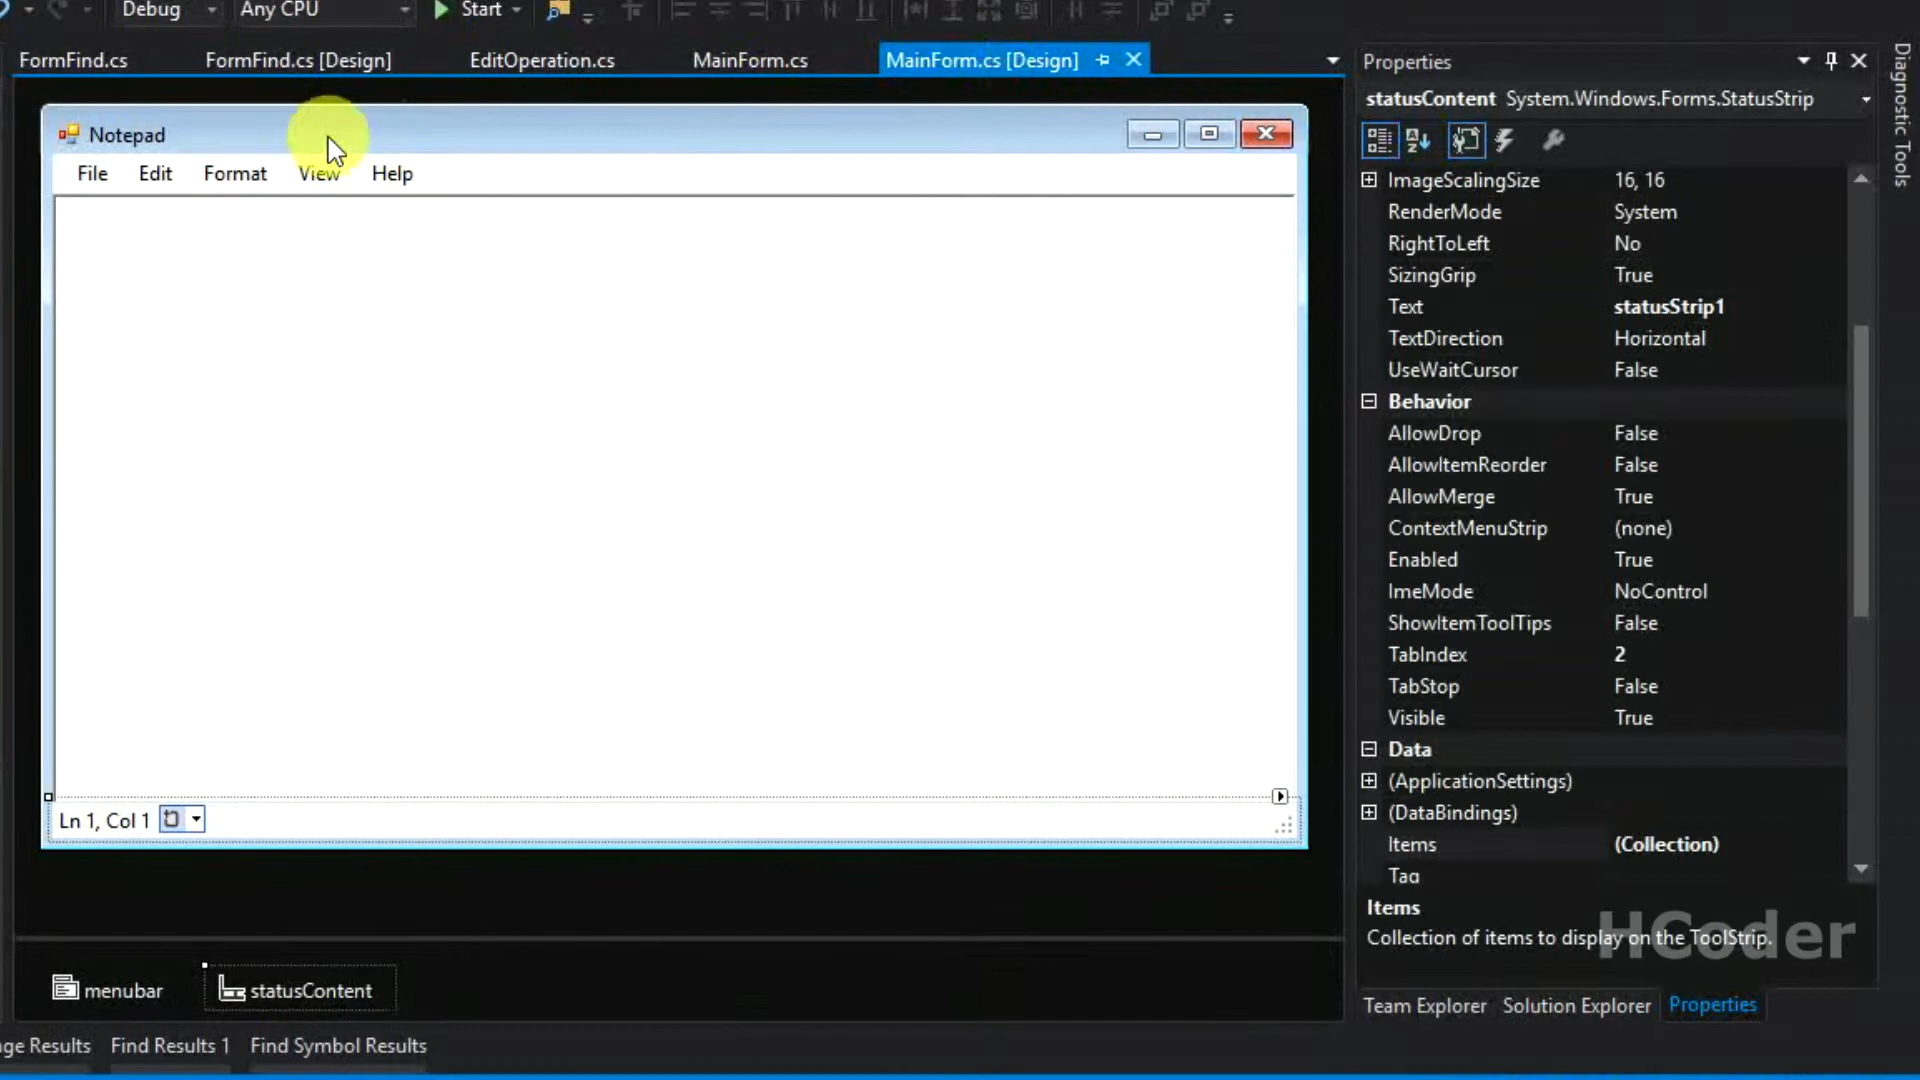 Debug Any CPU Start
FormFind.cs FormFind.cs [Design] EditOperation.cs MainForm.cs MainForm.cs [Design]
Notepad
File Edit Format View Help
Ln 1, Col 1
menubar statusContent
ge Results Find Results 1 Find Symbol Results
Properties
statusContent System.Windows.Forms.StatusStrip
ImageScalingSize 16, 16
RenderMode System
RightToLeft No
SizingGrip True
Text statusStrip1
TextDirection Horizontal
UseWaitCursor False
Behavior
AllowDrop False
AllowItemReorder False
AllowMerge True
ContextMenuStrip (none)
Enabled True
ImeMode NoControl
ShowItemToolTips False
TabIndex 2
TabStop False
Visible True
Data
(ApplicationSettings)
(DataBindings)
Items (Collection)
Tag
Items
Collection of items to display on the ToolStrip.
HCoder
Team Explorer Solution Explorer Properties
Diagnostic Tools